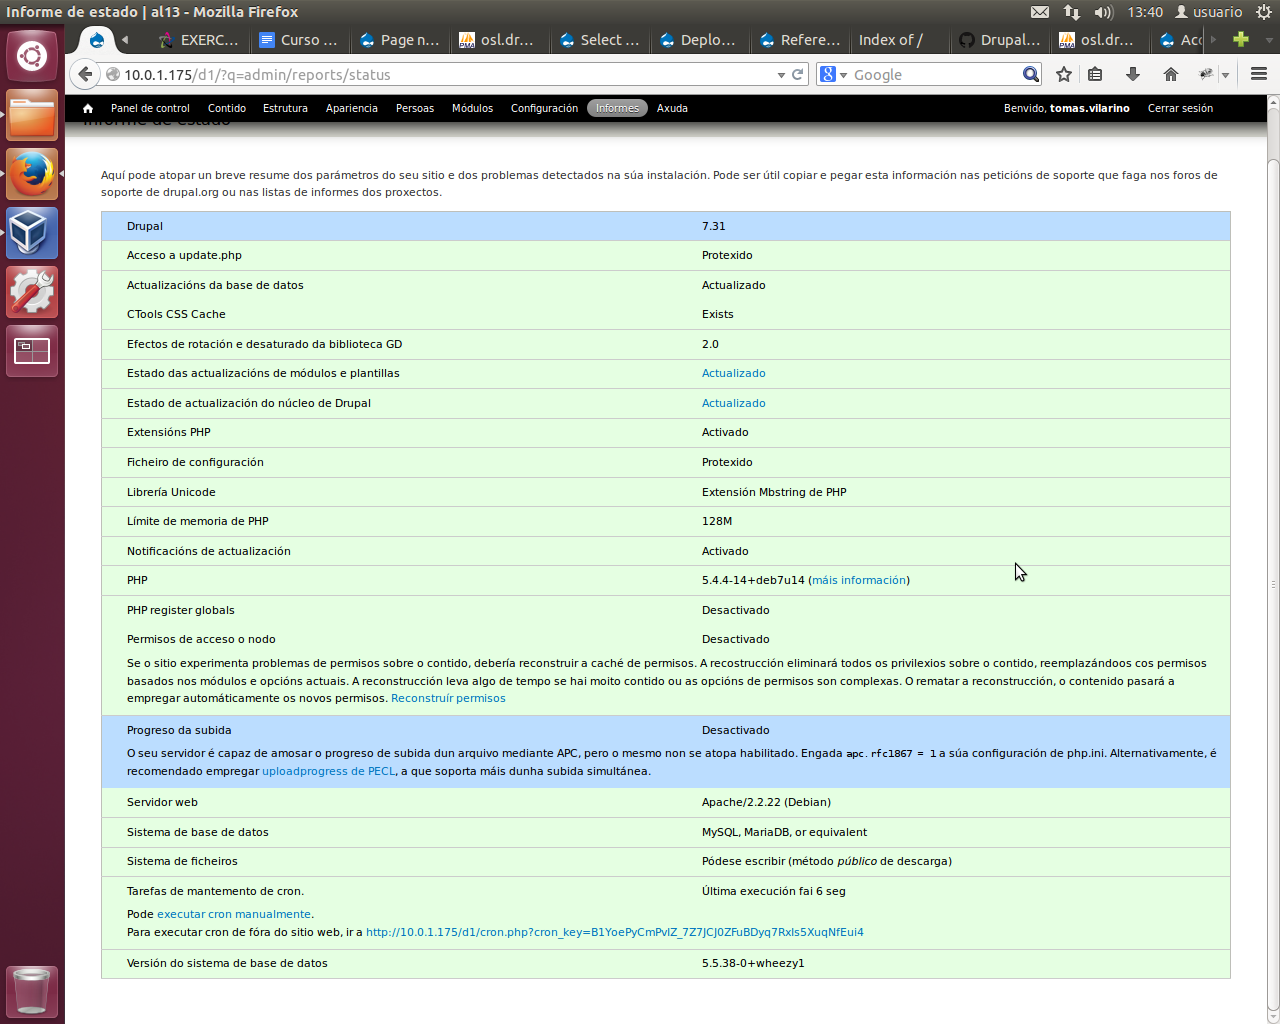 Informe de estado | al13 - Mozilla Firefox
13:40
usuario
EXERC...
Curso ...
Page n...
osl.dr...
Select ...
Deplo...
Refere...
Index of /
Drupal...
osl.dr...
Acc
10.0.1.175/d1/?q=admin/reports/status
Google
Panel de control
Contido
Estrutura
Apariencia
Persoas
Módulos
Configuración
Informes
Axuda
Benvido, tomas.vilarino
Cerrar sesión
Informe de estado
Aquí pode atopar un breve resume dos parámetros do seu sitio e dos problemas detectados na súa instalación. Pode ser útil copiar e pegar esta información nas peticións de soporte que faga nos foros de
soporte de drupal.org ou nas listas de informes dos proxectos.
Drupal 7.31
Acceso a update.php Protexido
Actualizacións da base de datos Actualizado
CTools CSS Cache Exists
Efectos de rotación e desaturado da biblioteca GD 2.0
Estado das actualizacións de módulos e plantillas Actualizado
Estado de actualización do núcleo de Drupal Actualizado
Extensións PHP Activado
Ficheiro de configuración Protexido
Librería Unicode Extensión Mbstring de PHP
Límite de memoria de PHP 128M
Notificacións de actualización Activado
PHP 5.4.4-14+deb7u14 (máis información)
PHP register globals Desactivado
Permisos de acceso o nodo Desactivado
Se o sitio experimenta problemas de permisos sobre o contido, debería reconstruir a caché de permisos. A recostrucción eliminará todos os privilexios sobre o contido, reemplazándoos cos permisos
basados nos módulos e opcións actuais. A reconstrucción leva algo de tempo se hai moito contido ou as opcións de permisos son complexas. O rematar a reconstrucción, o contenido pasará a
empregar automáticamente os novos permisos. Reconstruír permisos
Progreso da subida Desactivado
O seu servidor é capaz de amosar o progreso de subida dun arquivo mediante APC, pero o mesmo non se atopa habilitado. Engada apc.rfc1867 = 1 a súa configuración de php.ini. Alternativamente, é
recomendado empregar uploadprogress de PECL, a que soporta máis dunha subida simultánea.
Servidor web Apache/2.2.22 (Debian)
Sistema de base de datos MySQL, MariaDB, or equivalent
Sistema de ficheiros Pódese escribir (método público de descarga)
Tarefas de mantemento de cron. Última execución fai 6 seg
Pode executar cron manualmente.
Para executar cron de fóra do sitio web, ir a http://10.0.1.175/d1/cron.php?cron_key=B1YoePyCmPvlZ_7Z7JCJ0ZFuBDyq7RxIs5XuqNfEui4
Versión do sistema de base de datos 5.5.38-0+wheezy1